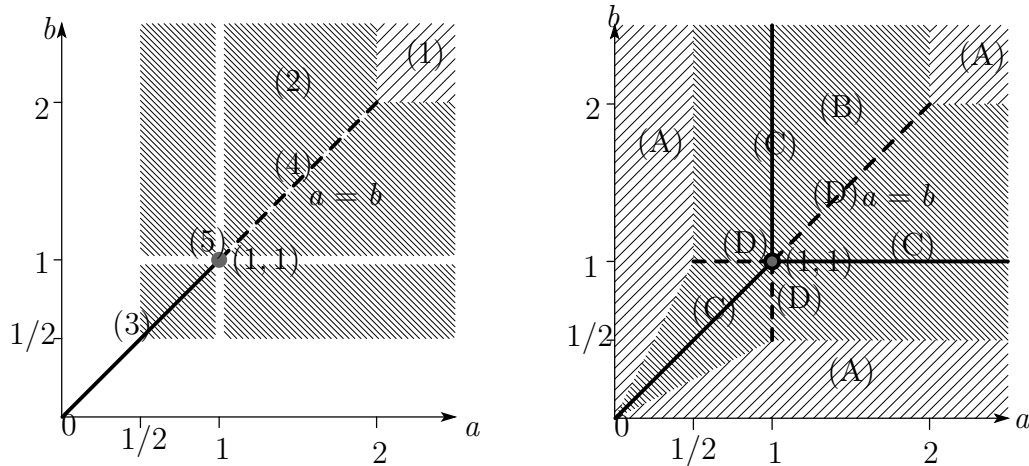 b
(1)
(2)
2
(4)
a = b
(5)
1
(1, 1)
(3)
1/2
0
1/2
1
2
a
b
(A)
2
(B)
(A)
(C)
(D)
a = b
(D)
(C)
1
(1, 1)
(D)
(C)
1/2
(A)
0
1/2
1
2
a